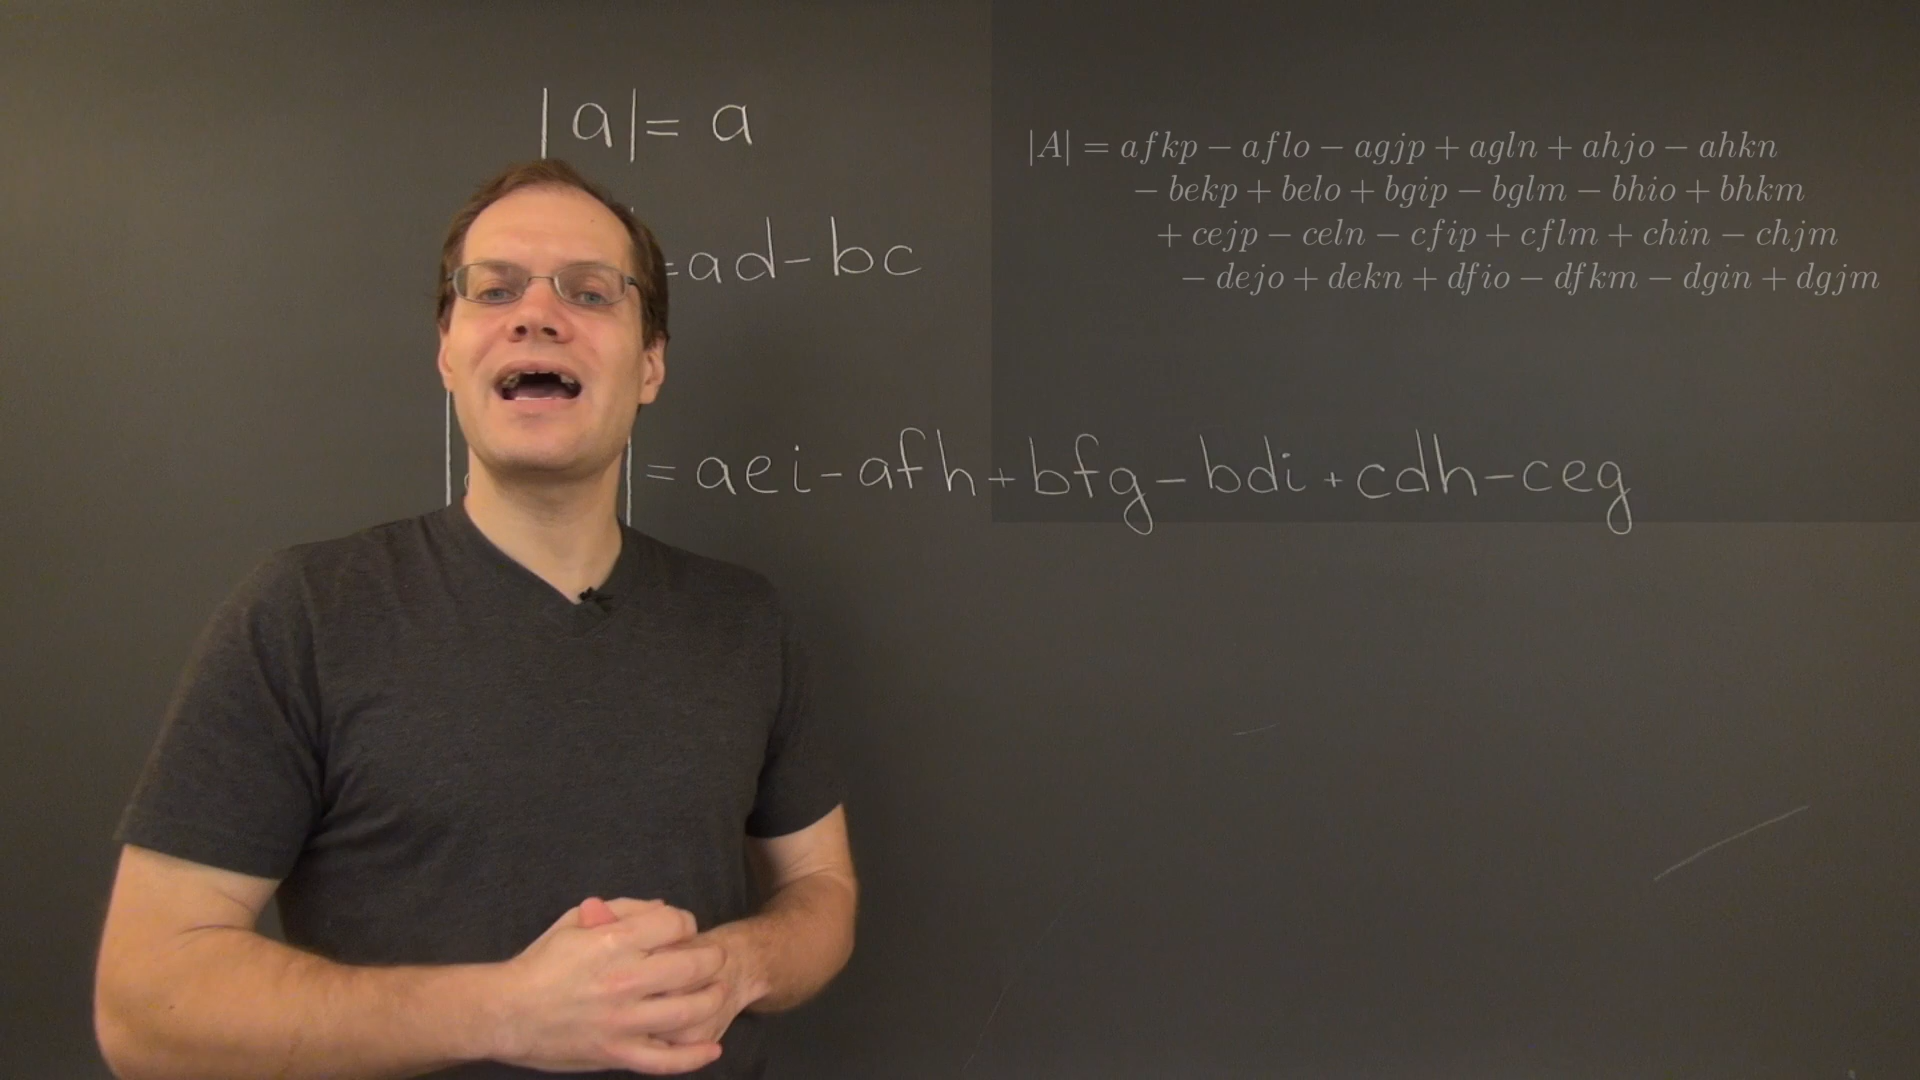 |a| = a
= ad - bc
|A| = afkp - aflo - agjp + agln + ahjo - ahkn
- bekp + belo + bgip - bglm - bhio + bhkm
+ cejp - celn - cfip + cflm + chin - chjm
- dejo + dekn + dfio - dfkm - dgin + dgjm
= aei - afh + bfg - bdi + cdh - ceg